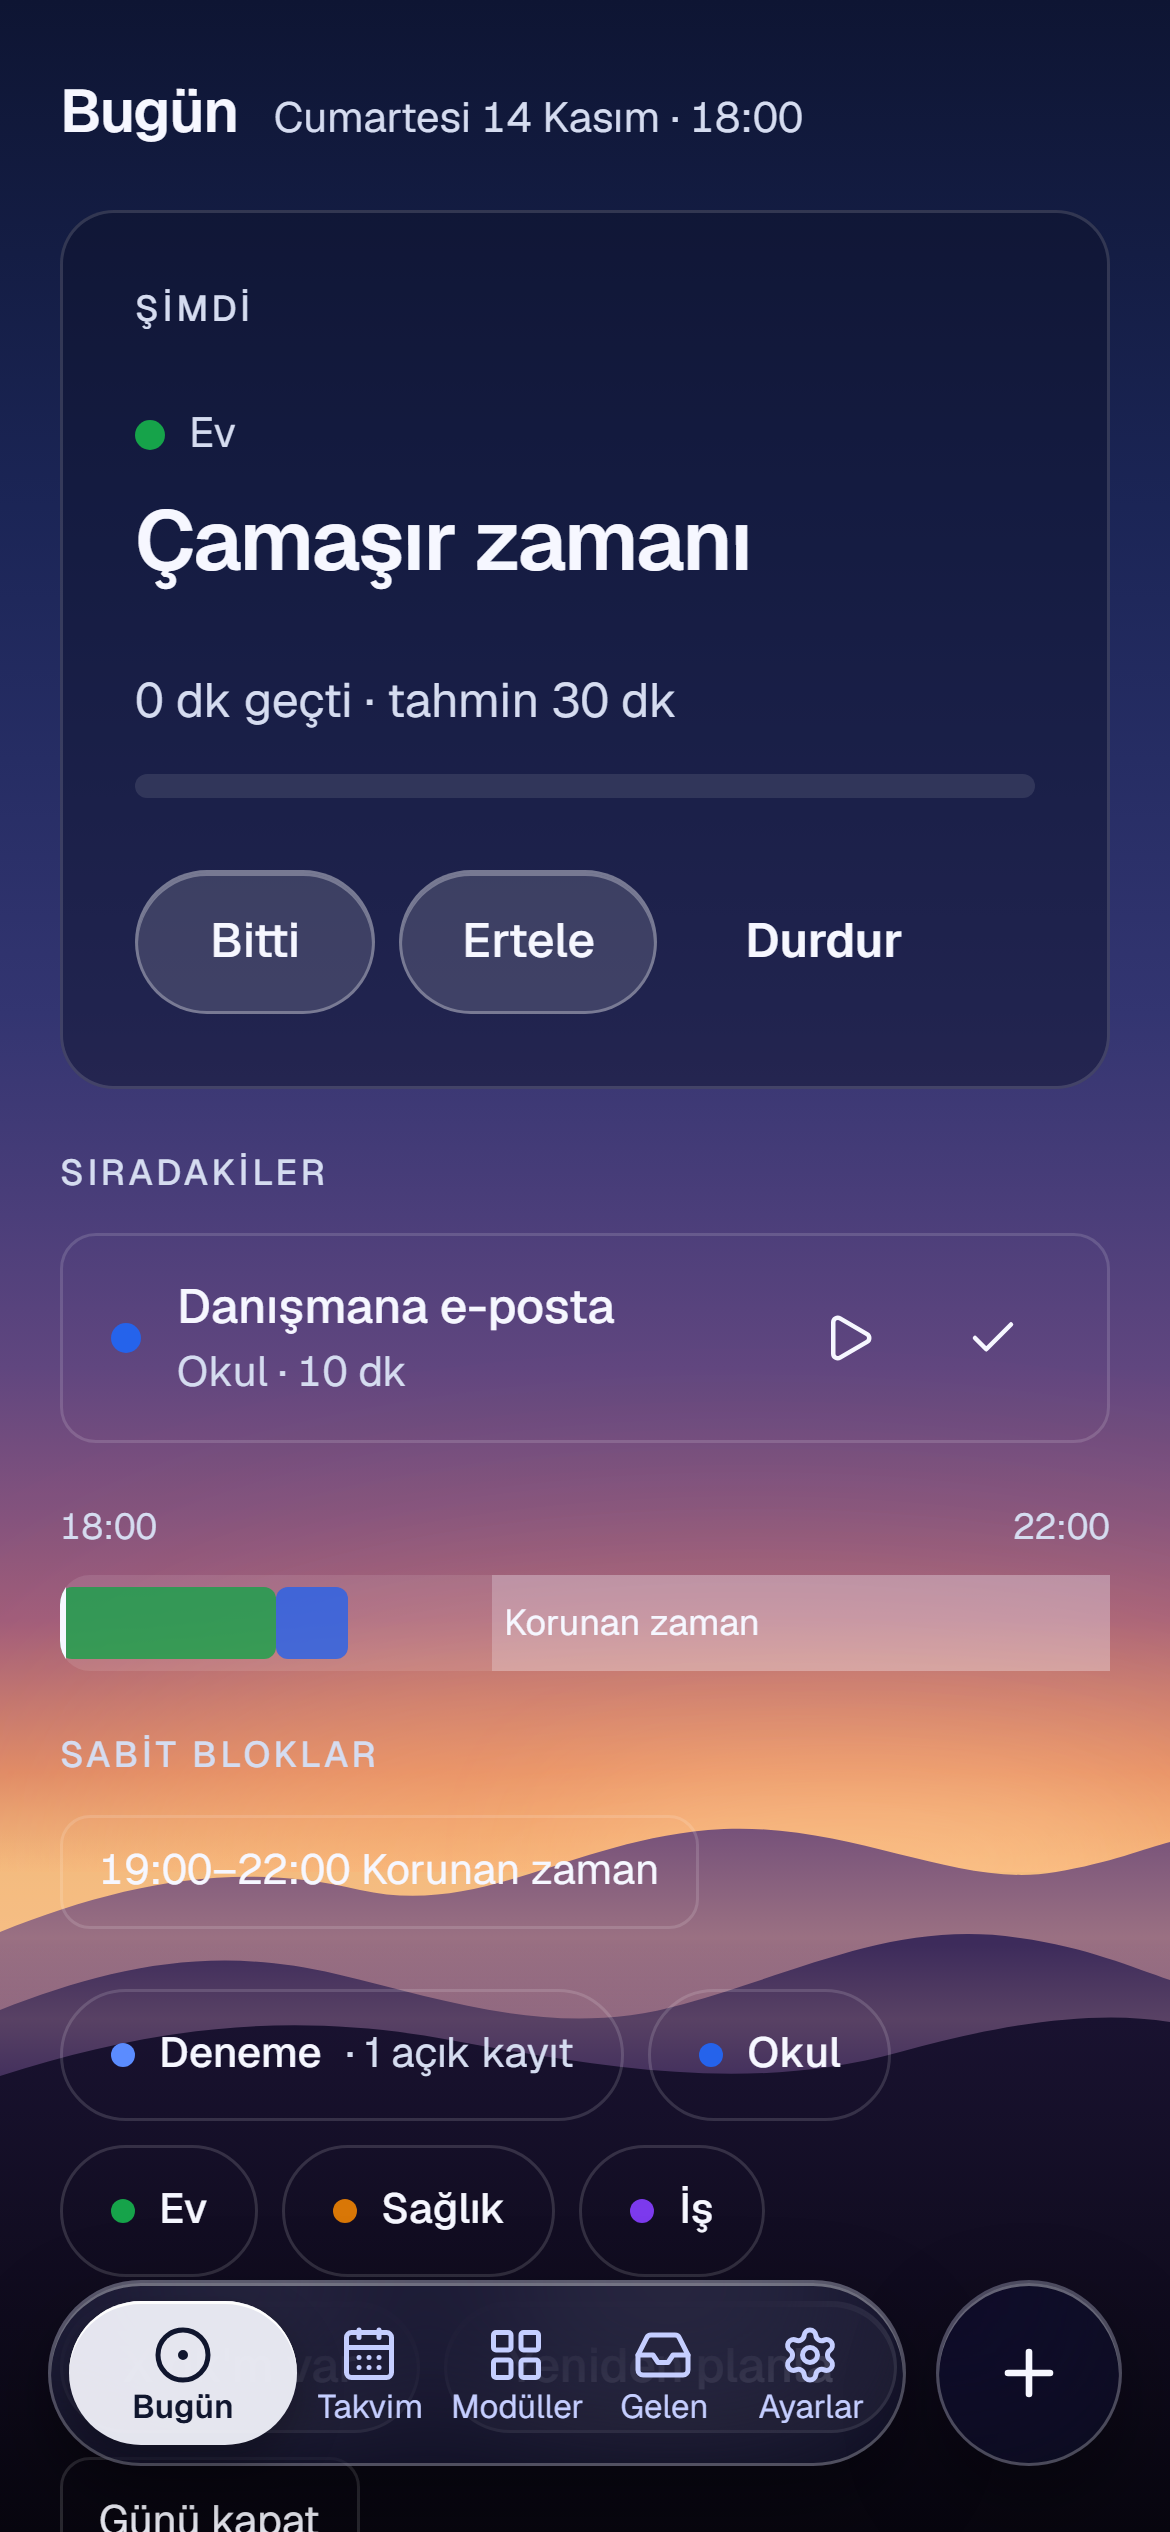 Bugün Cumartesi 14 Kasım · 18:00
ŞİMDİ
Ev
Çamaşır zamanı
0 dk geçti · tahmin 30 dk
Bitti Ertele Durdur
SIRADAKİLER
Danışmana e-posta
Okul · 10 dk
18:00 22:00
Korunan zaman
SABİT BLOKLAR
19:00–22:00 Korunan zaman
Deneme · 1 açık kayıt Okul
Ev Sağlık İş
Bugün Takvim Modüller Gelen Ayarlar
Günü kapat